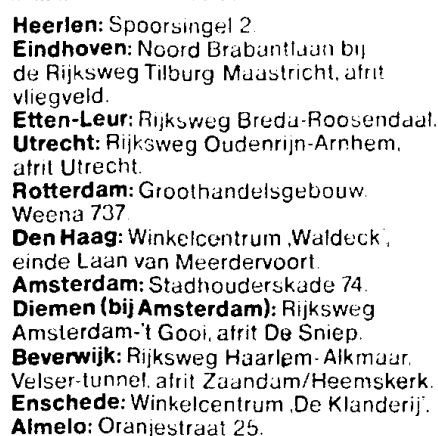 Heerlen: Spoorsingel 2.
Eindhoven: Noord Brabantlaan bij
de Rijksweg Tilburg Maastricht, afrit
vliegveld.
Etten-Leur: Rijksweg Breda-Roosendaal.
Utrecht: Rijksweg Oudenrijn-Arnhem,
afrit Utrecht.
Rotterdam: Groothandelsgebouw.
Weena 737.
Den Haag: Winkelcentrum ‚Waldeck',
einde Laan van Meerdervoort.
Amsterdam: Stadhouderskade 74.
Diemen (bij Amsterdam): Rijksweg
Amsterdam-'t Gooi, afrit De Sniep.
Beverwijk: Rijksweg Haarlem-Alkmaar,
Velser-tunnel, afrit Zaandam/Heemskerk.
Enschede: Winkelcentrum ‚De Klanderij'.
Almelo: Oranjestraat 25.